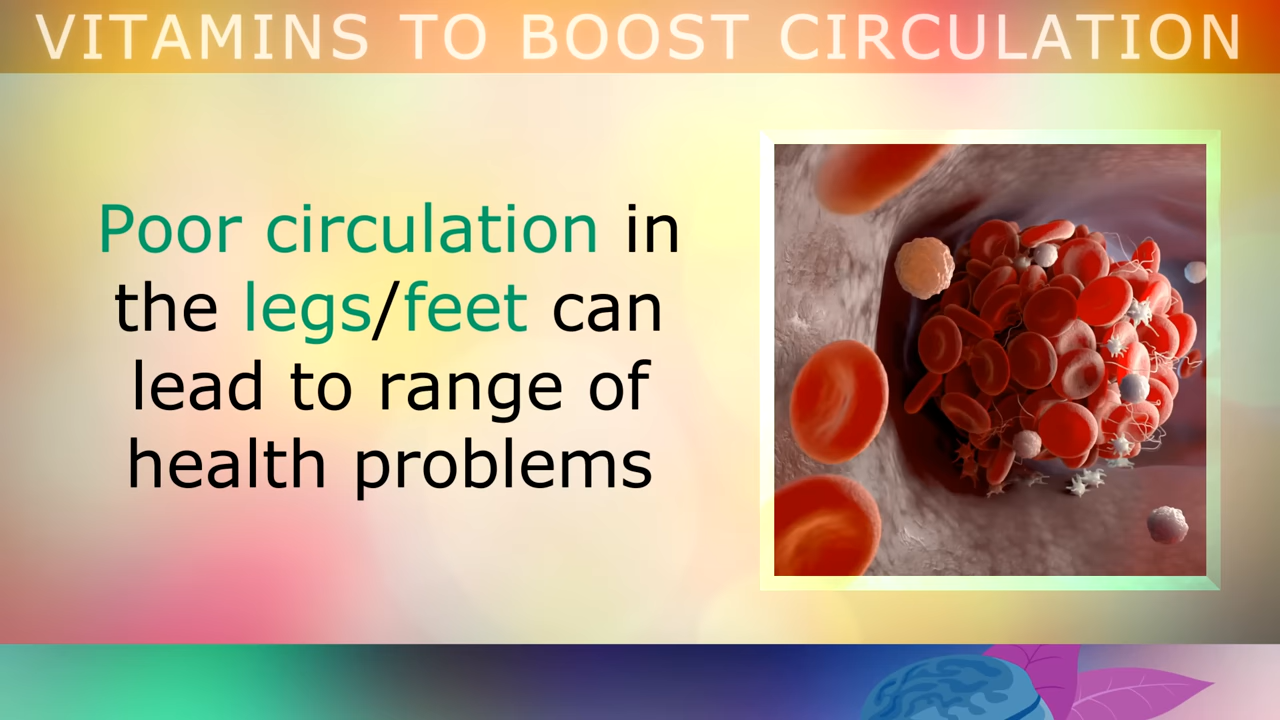 VITAMINS TO BOOST CIRCULATION
Poor circulation in
the legs/feet can
lead to range of
health problems